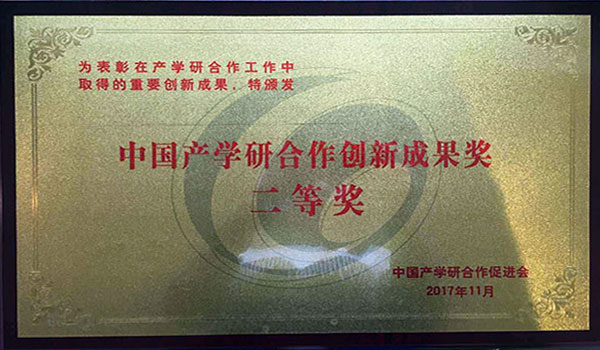 为表彰在产学研合作工作中
取得的重要创新成果，特颁发
中国产学研合作创新成果奖
二等奖
中国产学研合作促进会
2017年11月